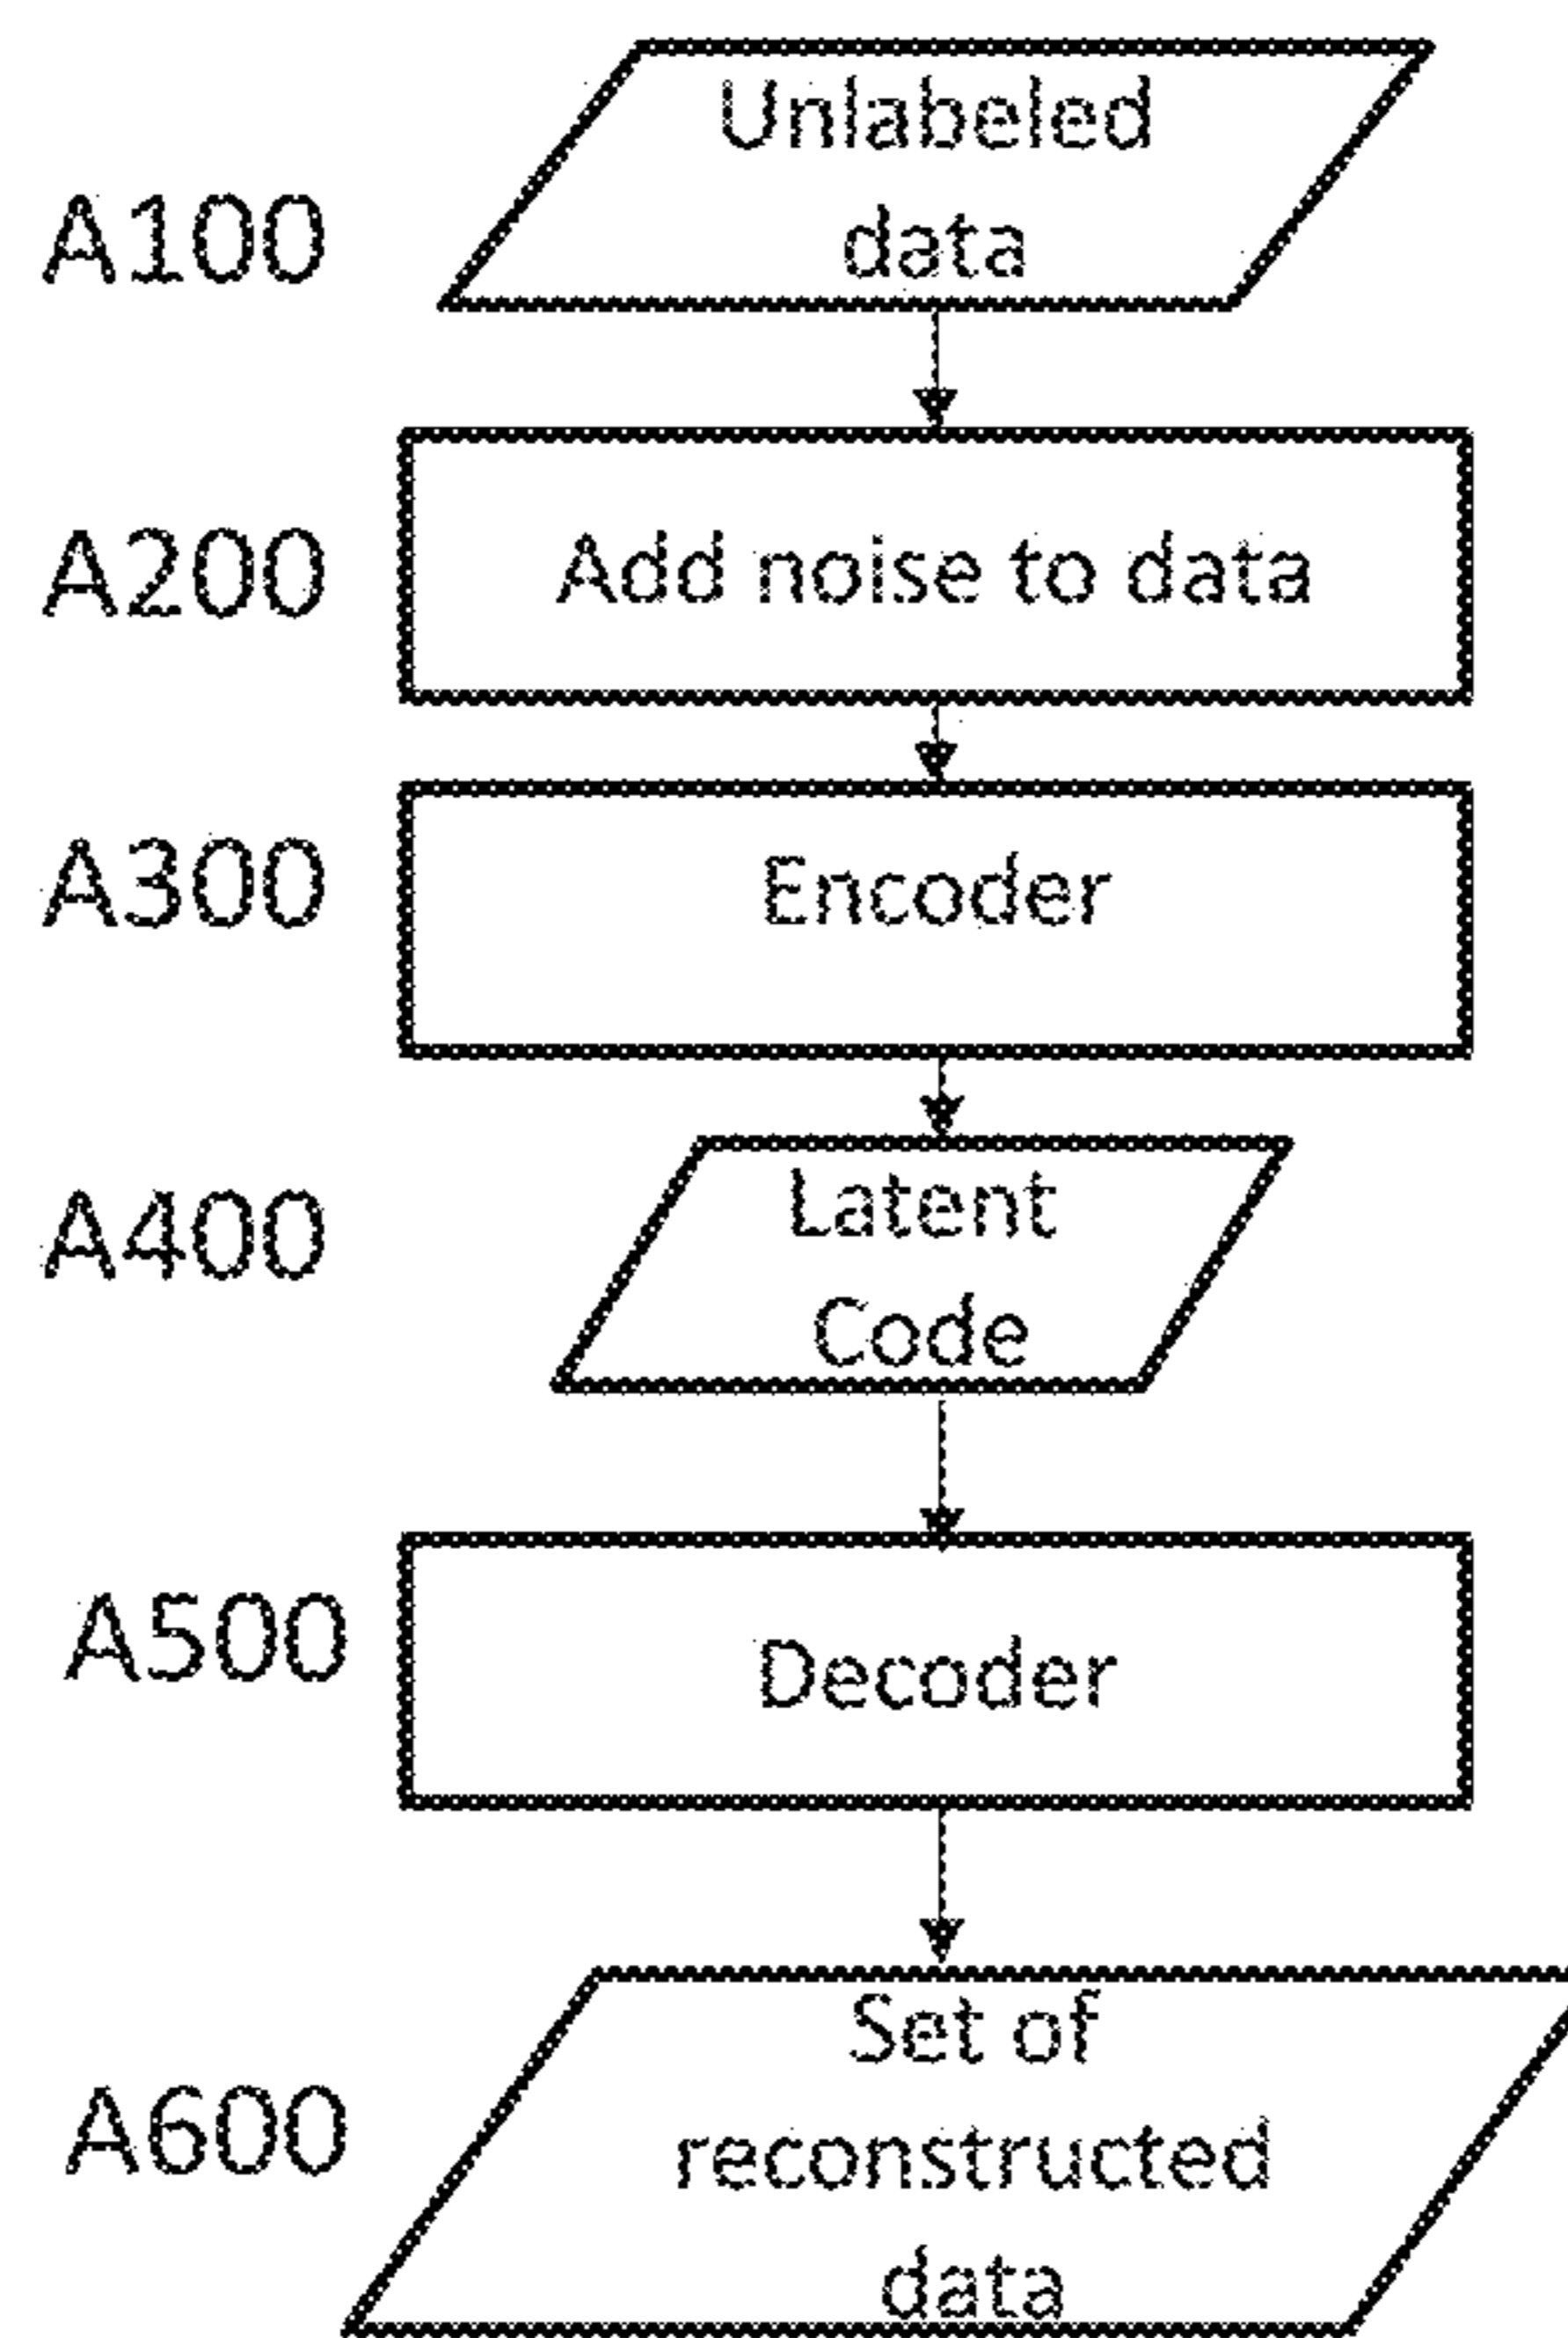 Unlabeled
A100
data
A200
Add noise to data
A300
Encoder
A400
Latent
Code
A500
Decoder
A600
Set of
reconstructed
data